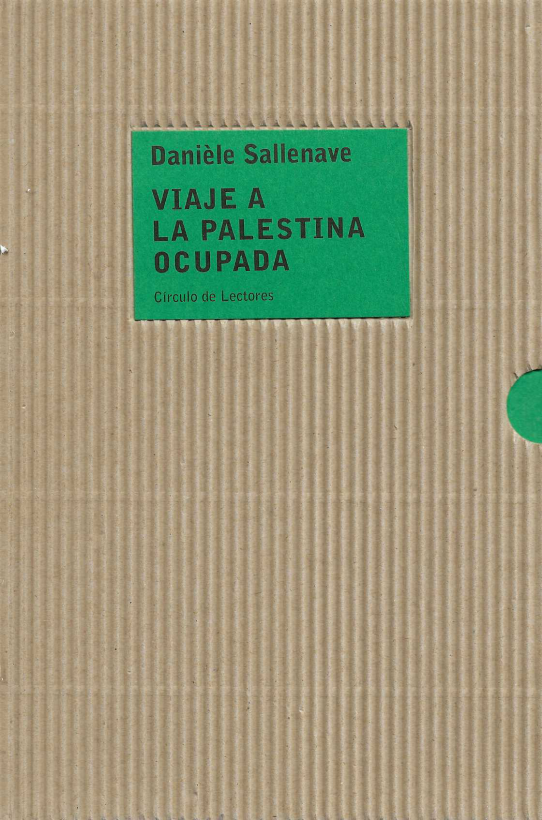 Danièle Sallenave
VIAJE A
LA PALESTINA
OCUPADA
Círculo de Lectores